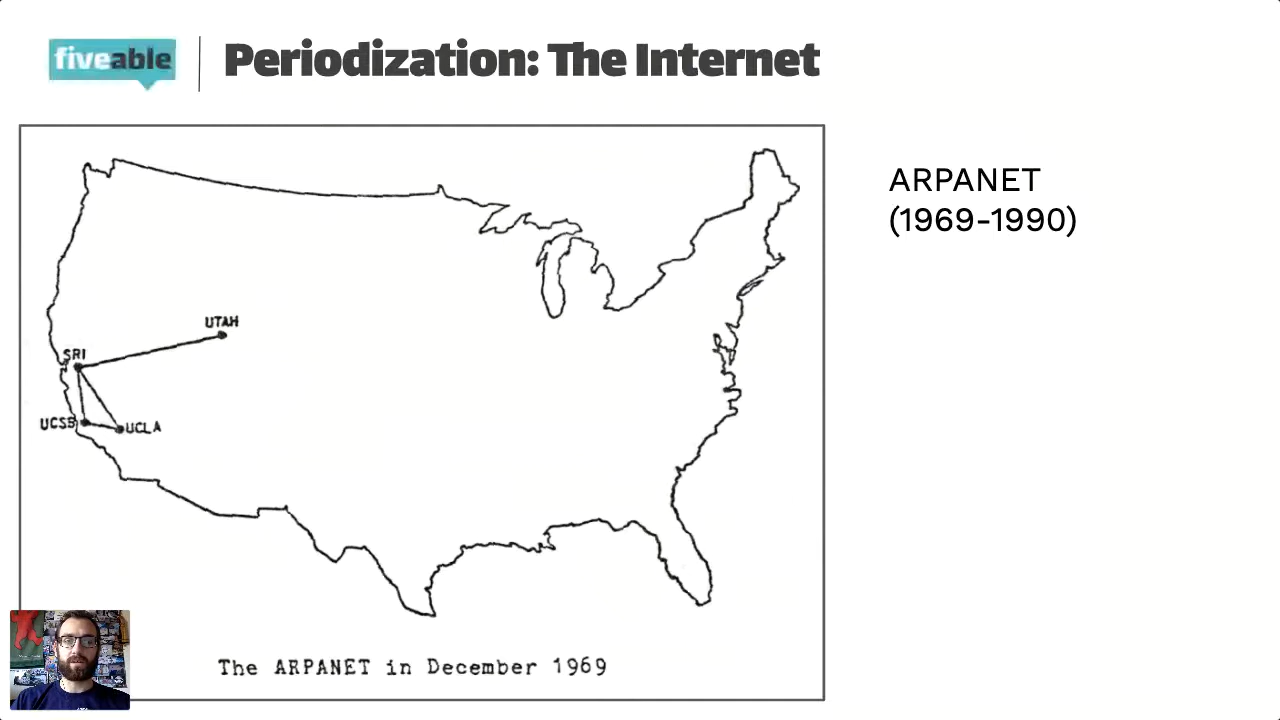 fiveable
Periodization: The Internet
ARPANET
(1969-1990)
UTAH
SRI
UCSB
UCLA
The ARPANET in December 1969